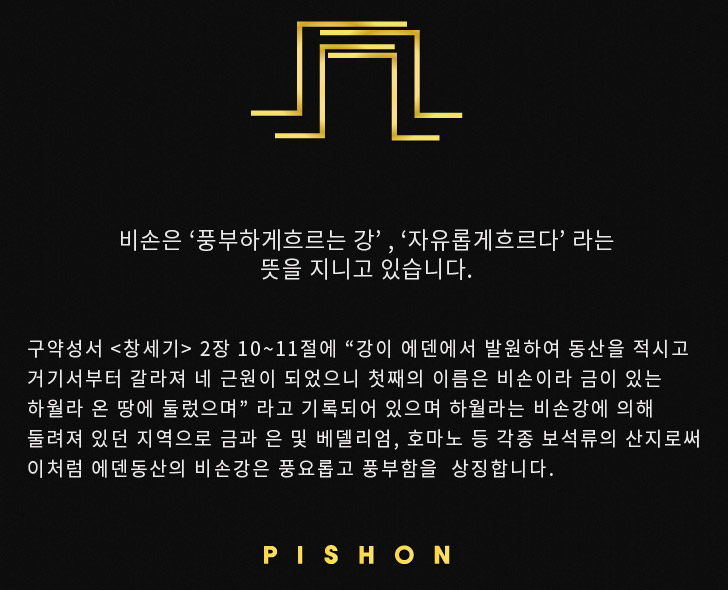 비손은 ‘풍부하게흐르는 강’ , ‘자유롭게흐르다’ 라는
뜻을 지니고 있습니다.
구약성서 <창세기> 2장 10~11절에 “강이 에덴에서 발원하여 동산을 적시고
거기서부터 갈라져 네 근원이 되었으니 첫째의 이름은 비손이라 금이 있는
하윌라 온 땅에 둘렀으며” 라고 기록되어 있으며 하윌라는 비손강에 의해
둘려져 있던 지역으로 금과 은 및 베델리엄, 호마노 등 각종 보석류의 산지로써
이처럼 에덴동산의 비손강은 풍요롭고 풍부함을 상징합니다.
PISHON